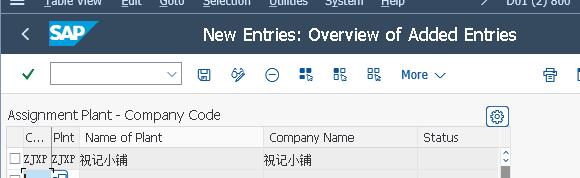 Table View Edit Goto Selection Utilities System Help D01 (2) 800
SAP New Entries: Overview of Added Entries
More
Assignment Plant - Company Code
C... Plnt Name of Plant Company Name Status
ZJXP ZJXP 祝记小铺 祝记小铺